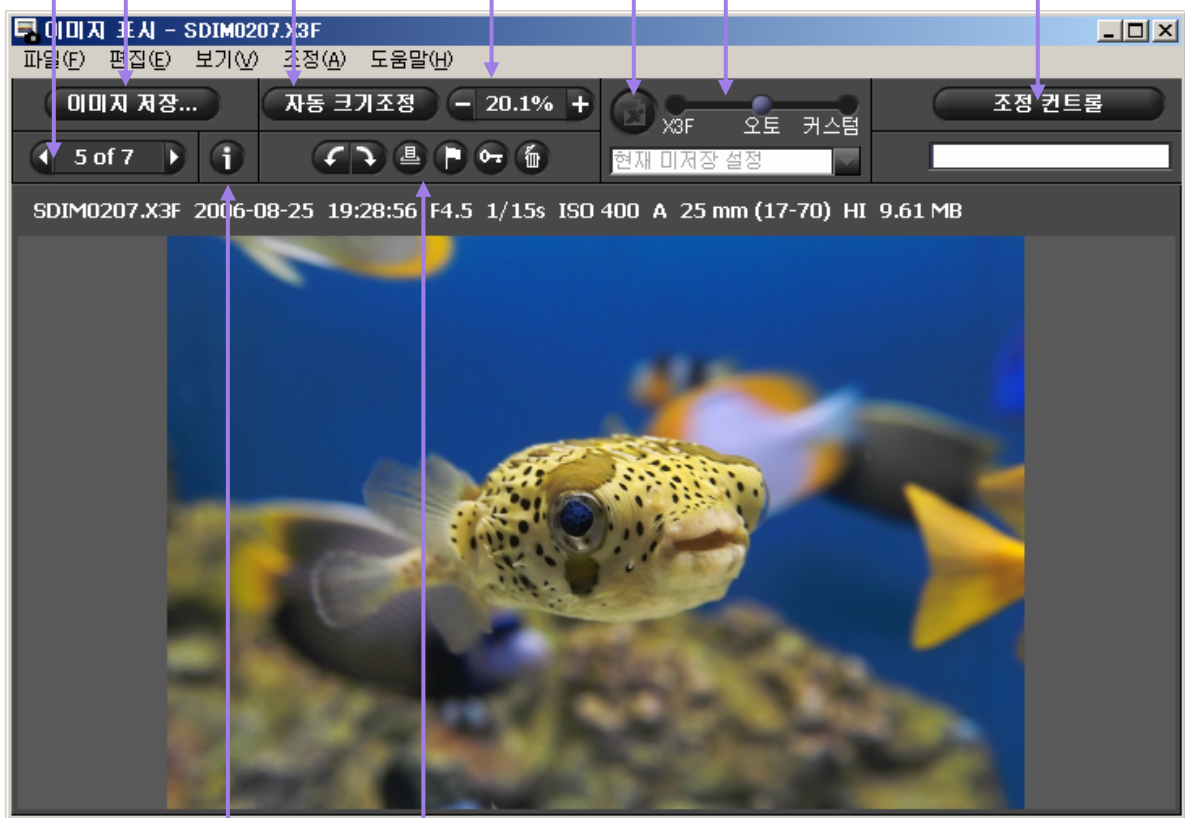 이미지 표시 - SDIM0207.X3F
파일(F) 편집(E) 보기(V) 조정(A) 도움말(H)
이미지 저장... 자동 크기조정 - 20.1% + X3F 오토 커스텀 조정 컨트롤
5 of 7 i 현재 미저장 설정
SDIM0207.X3F 2006-08-25 19:28:56 F4.5 1/15s ISO 400 A 25 mm (17-70) HI 9.61 MB